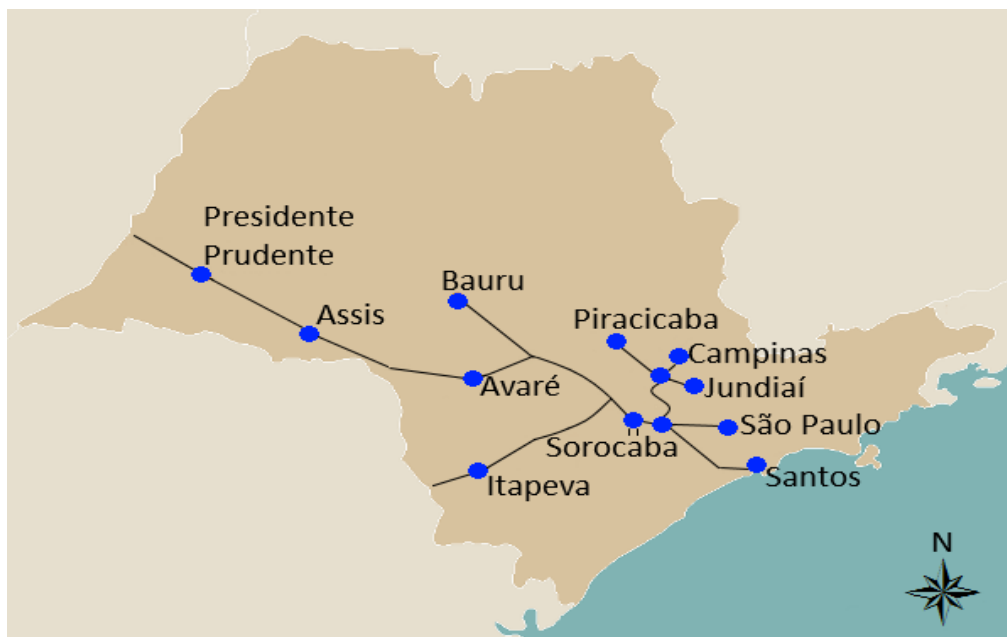 Presidente
Prudente
Bauru
Assis
Piracicaba
Campinas
Jundiaí
Avaré
São Paulo
Sorocaba
Santos
Itapeva
N